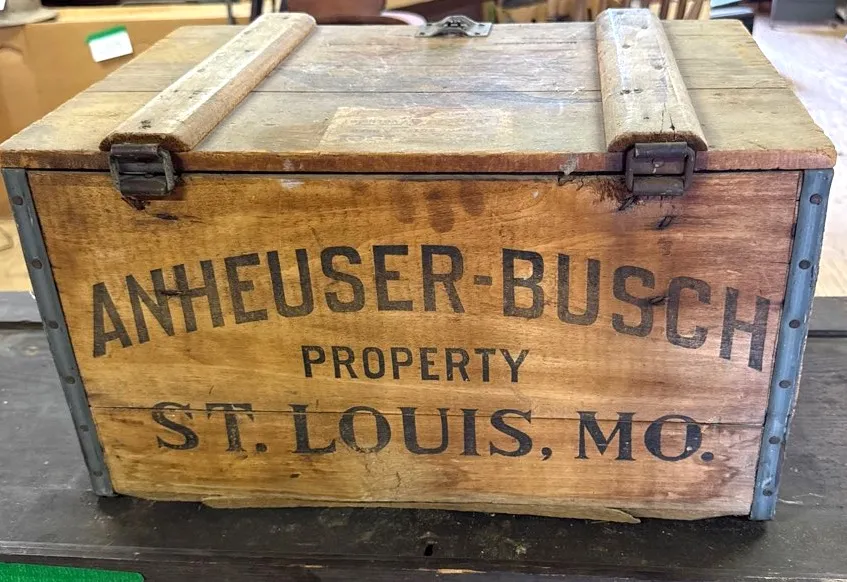 ANHEUSER-BUSCH
PROPERTY
ST. LOUIS, MO.